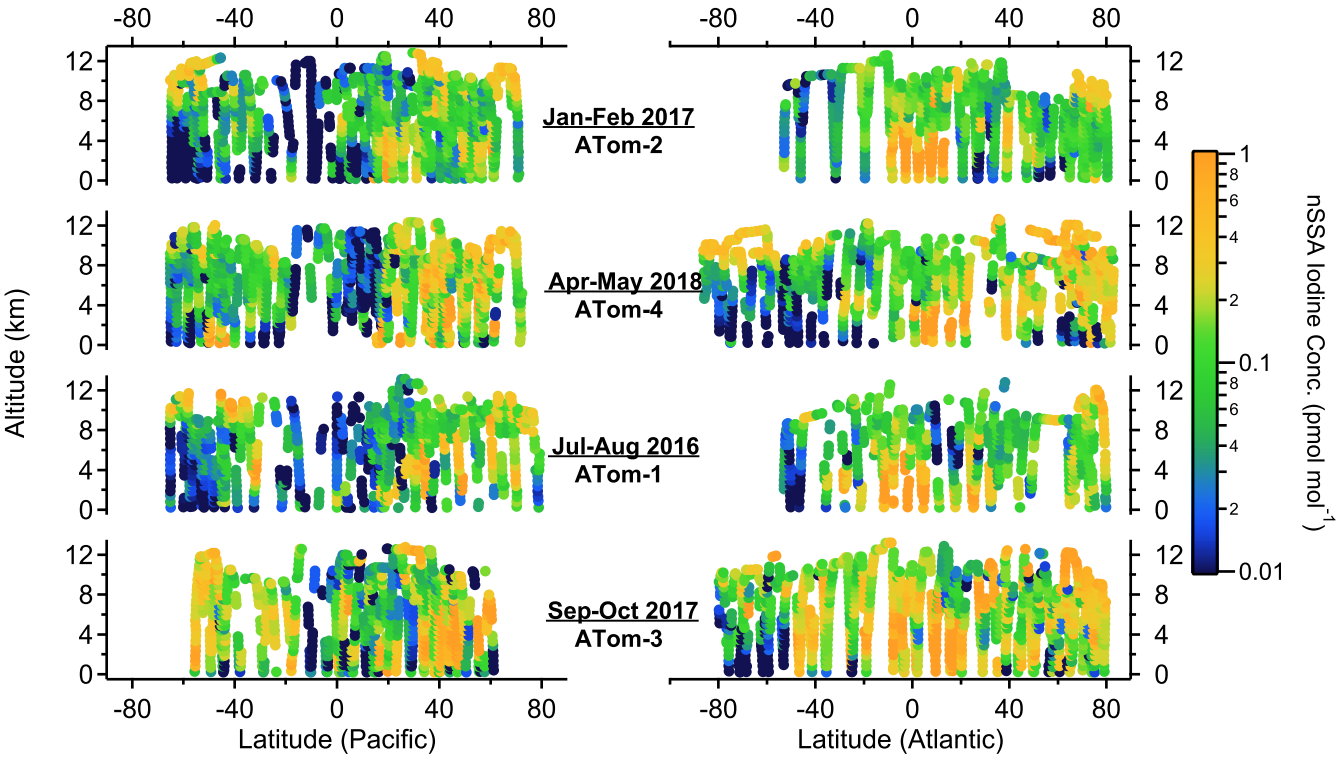 -80 -40 0 40 80 -80 -40 0 40 80
12 8 4 0 Jan-Feb 2017 12 8 4 0
ATom-2
12 8 4 0 Apr-May 2018 12 8 4 0
ATom-4
12 8 4 0 Jul-Aug 2016 12 8 4 0
ATom-1
12 8 4 0 Sep-Oct 2017 12 8 4 0
ATom-3
-80 -40 0 40 80 -80 -40 0 40 80
Latitude (Pacific) Latitude (Atlantic)
Altitude (km)
1
8
6
4
2
0.1
8
6
4
2
0.01
nSSA Iodine Conc. (pmol mol-1)